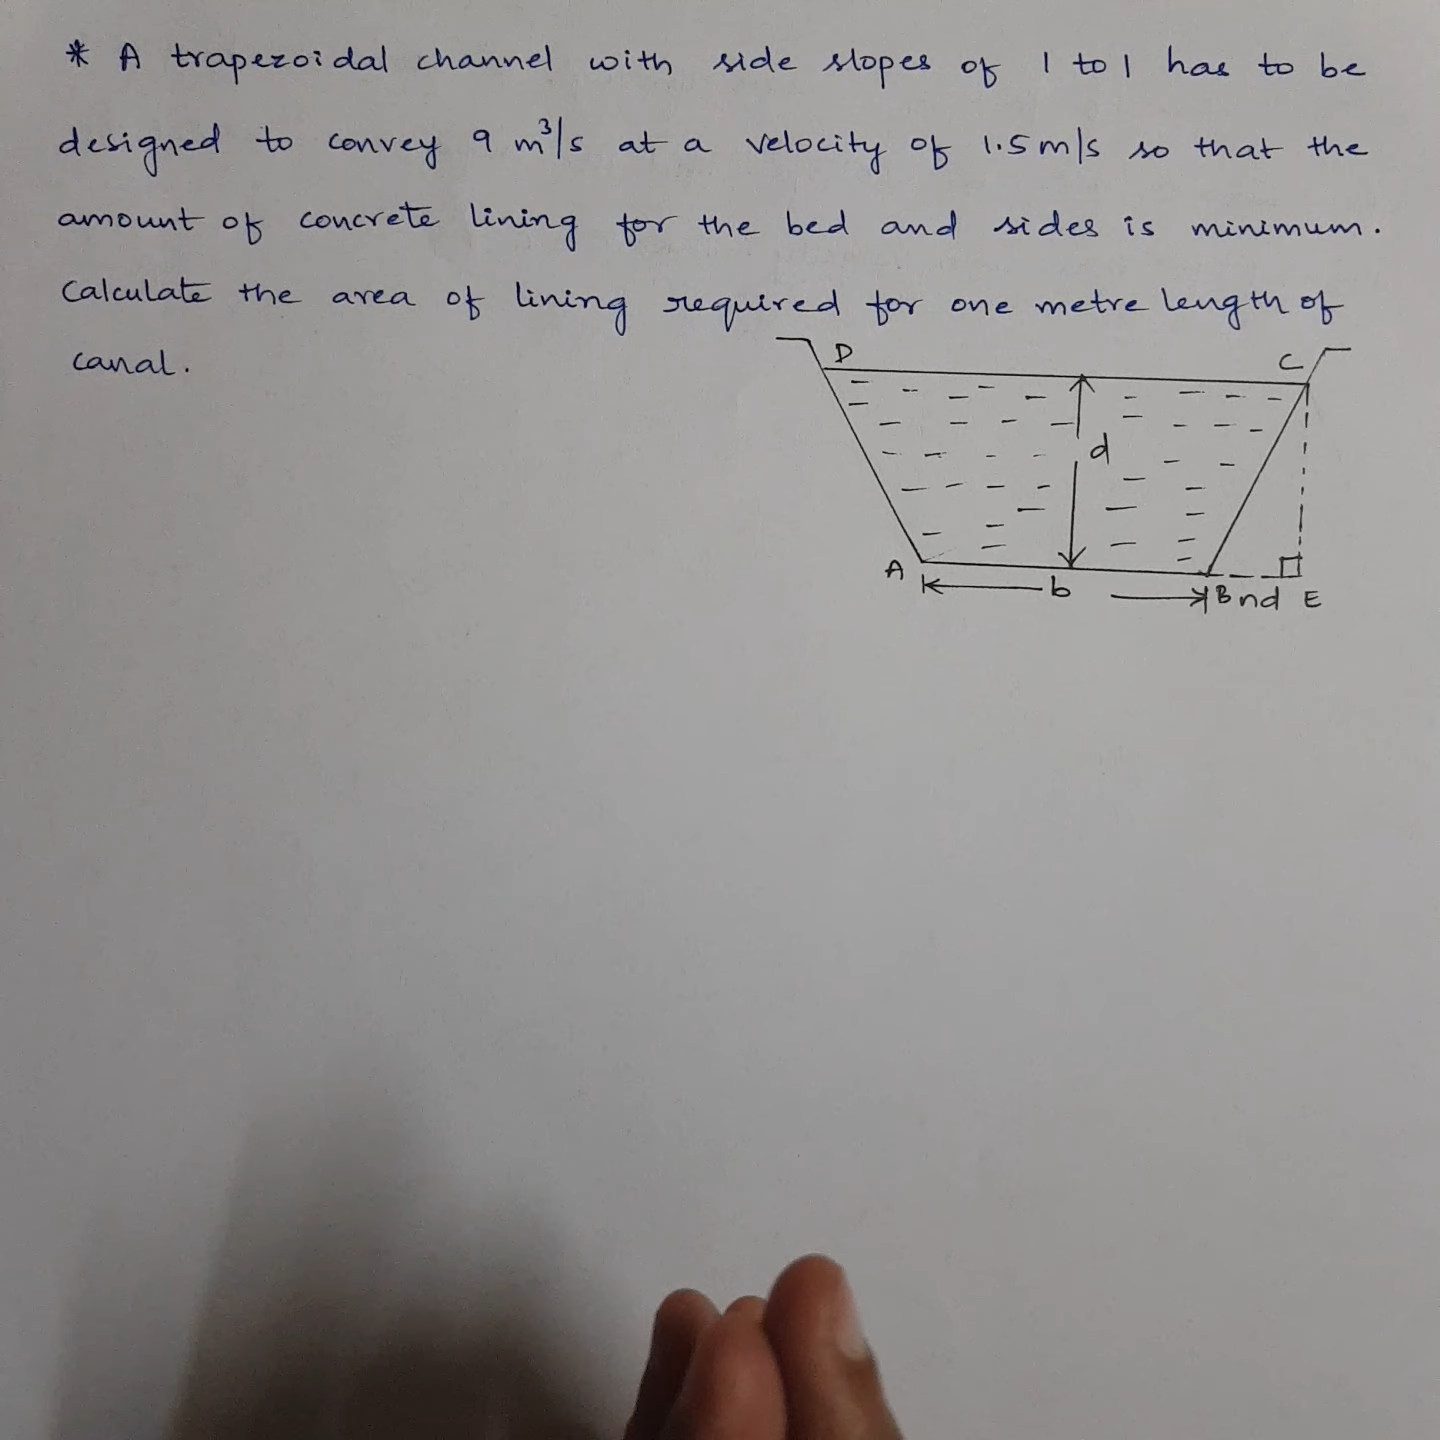 * A trapezoidal channel with side slopes of 1 to 1 has to be
designed to convey 9 m³/s at a velocity of 1.5 m/s so that the
amount of concrete lining for the bed and sides is minimum.
Calculate the area of lining required for one metre length of
canal.
D C
d
A b B nd E